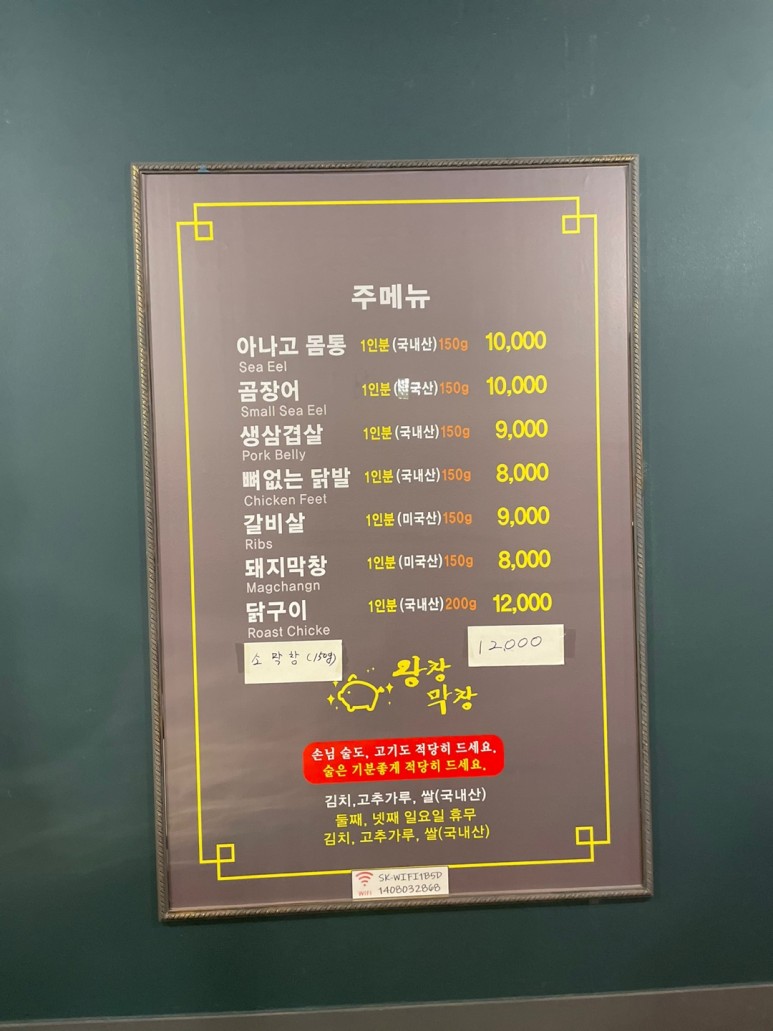 주메뉴
아나고 몸통 1인분(국내산)150g 10,000
Sea Eel
곰장어 1인분( 국산)150g 10,000
Small Sea Eel
생삼겹살 1인분(국내산)150g 9,000
Pork Belly
뼈없는 닭발 1인분(국내산)150g 8,000
Chicken Feet
갈비살 1인분(미국산)150g 9,000
Ribs
돼지막창 1인분(미국산)150g 8,000
Magchangn
닭구이 1인분(국내산)200g 12,000
Roast Chicke
소 막창 12000
왕창
막창
손님 술도, 고기도 적당히 드세요.
술은 기분좋게 적당히 드세요.
김치,고추가루, 쌀(국내산)
둘째, 넷째 일요일 휴무
김치, 고추가루, 쌀(국내산)
WiFi SK-WIFI1B5D
1408032868